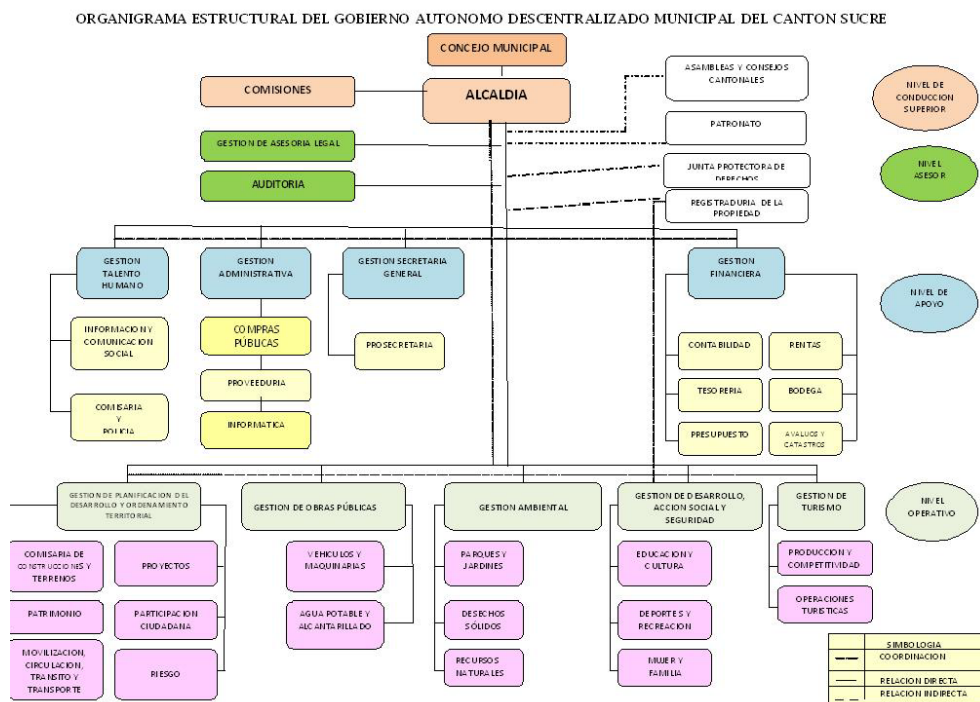 ORGANIGRAMA ESTRUCTURAL DEL GOBIERNO AUTONOMO DESCENTRALIZADO MUNICIPAL DEL CANTON SUCRE
CONCEJO MUNICIPAL
ALCALDIA
COMISIONES
GESTION DE ASESORIA LEGAL
AUDITORIA
ASAMBLEAS Y CONSEJOS
CANTONALES
PATRONATO
JUNTA PROTECTORA DE
DERECHOS
REGISTRADURIA DE LA
PROPIEDAD
NIVEL DE
CONDUCCION
SUPERIOR
NIVEL
ASESOR
GESTION
TALENTO
HUMANO
GESTION
ADMINISTRATIVA
GESTION SECRETARIA
GENERAL
GESTION
FINANCIERA
NIVEL DE
APOYO
INFORMACION Y
COMUNICACION
SOCIAL
COMISARIA
Y
POLICIA
COMPRAS
PÚBLICAS
PROVEEDURIA
INFORMATICA
PROSECRETARIA
CONTABILIDAD
RENTAS
TESORERIA
BODEGA
PRESUPUESTO
AVALUOS Y
CATASTROS
GESTION DE PLANIFICACION DEL
DESARROLLO Y ORDENAMIENTO
TERRITORIAL
GESTION DE OBRAS PÚBLICAS
GESTION AMBIENTAL
GESTION DE DESARROLLO,
ACCION SOCIAL Y
SEGURIDAD
GESTION DE
TURISMO
NIVEL
OPERATIVO
COMISARIA DE
CONSTRUCCIONES Y
TERRENOS
PROYECTOS
PATRIMONIO
PARTICIPACION
CIUDADANA
MOVILIZACION,
CIRCULACION,
TRANSITO Y
TRANSPORTE
RIESGO
VEHICULOS Y
MAQUINARIAS
AGUA POTABLE Y
ALCANTARILLADO
PARQUES Y
JARDINES
DESECHOS
SÓLIDOS
RECURSOS
NATURALES
EDUCACION Y
CULTURA
DEPORTES Y
RECREACION
MUJER Y
FAMILIA
PRODUCCION Y
COMPETITIVIDAD
OPERACIONES
TURISTICAS
SIMBOLOGIA
COORDINACION
RELACION DIRECTA
RELACION INDIRECTA